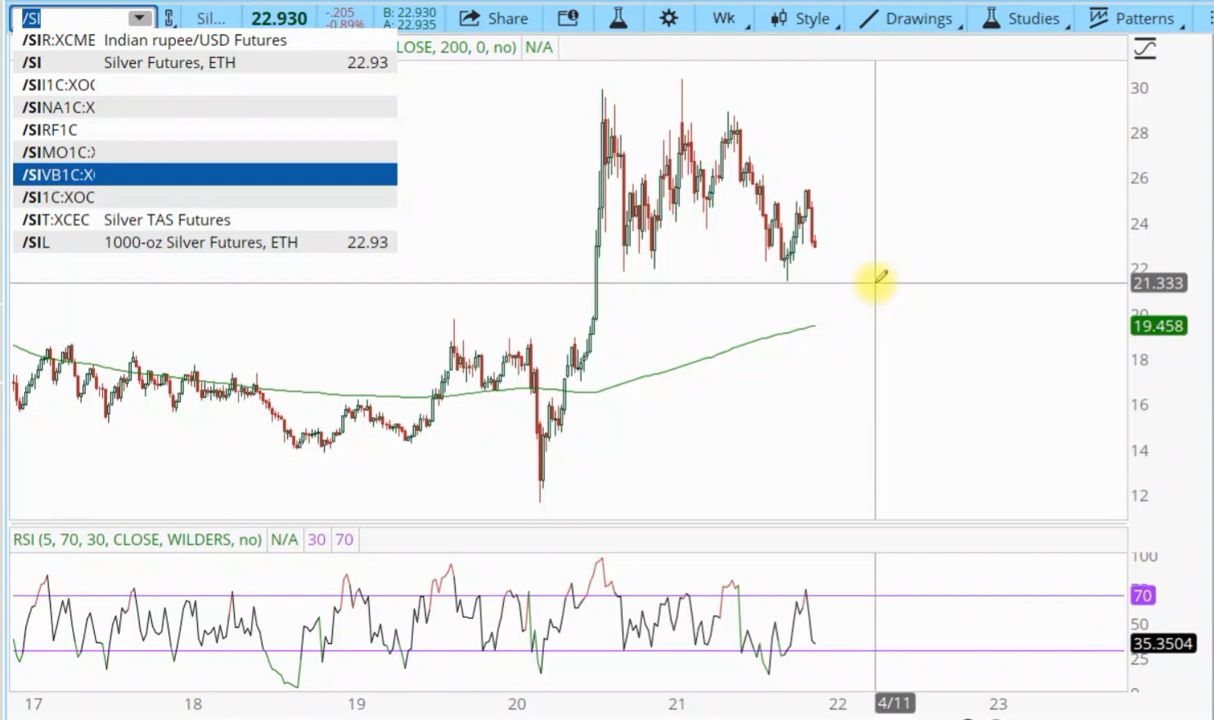 /SI Sil... 22.930 -.205 -0.89% B: 22.930 A: 22.935 Share Wk Style Drawings Studies Patterns
/SIR:XCME Indian rupee/USD Futures
LOSE, 200, 0, no) N/A
/SI Silver Futures, ETH 22.93
/SII1C:XOC
/SINA1C:X
/SIRF1C
/SIMO1C:X
/SIVB1C:X
/SI1C:XOC
/SIT:XCEC Silver TAS Futures
/SIL 1000-oz Silver Futures, ETH 22.93
30
28
26
24
22
21.333
20
19.458
18
16
14
12
RSI (5, 70, 30, CLOSE, WILDERS, no) N/A 30 70
100
70
50
35.3504
25
0
17 18 19 20 21 22 4/11 23